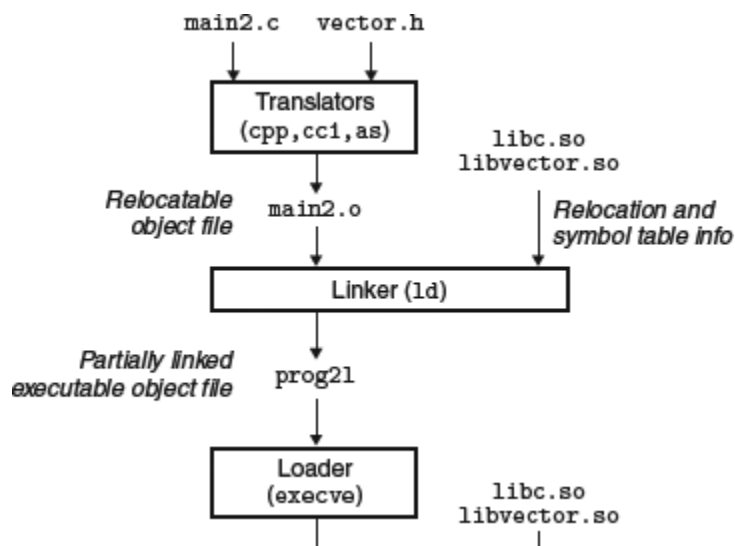 main2.c vector.h
Translators
(cpp,cc1,as)
libc.so
libvector.so
Relocatable
object file
main2.o
Relocation and
symbol table info
Linker (ld)
Partially linked
executable object file
prog2l
Loader
(execve)
libc.so
libvector.so